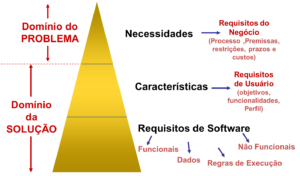 Domínio do
PROBLEMA
Necessidades
Requisitos do
Negócio
(Processo ,Premissas,
restrições, prazos e
custos)
Domínio
da
SOLUÇÃO
Características
Requisitos
de Usuário
(objetivos,
funcionalidades,
Perfil)
Requisitos de Software
Funcionais
Dados
Regras de Execução
Não Funcionais